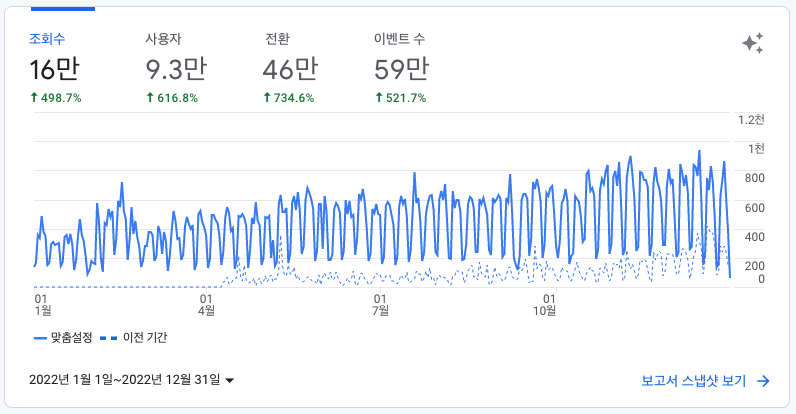 조회수 사용자 전환 이벤트 수
16만 9.3만 46만 59만
498.7% 616.8% 734.6% 521.7%
1.2천
1천
800
600
400
200
0
01 01 01 01
1월 4월 7월 10월
맞춤설정 이전 기간
2022년 1월 1일~2022년 12월 31일
보고서 스냅샷 보기